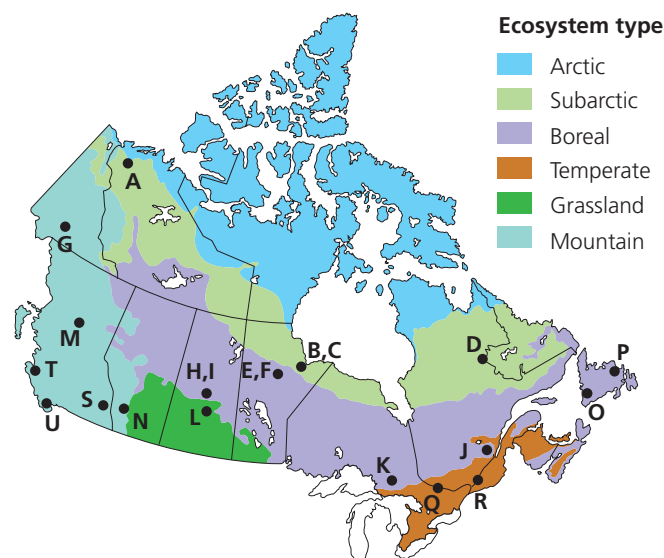 Ecosystem type
Arctic
Subarctic
Boreal
Temperate
Grassland
Mountain
A
G
M
D
B,C
P
T
H,I
E,F
U
S
N
L
O
J
K
Q
R